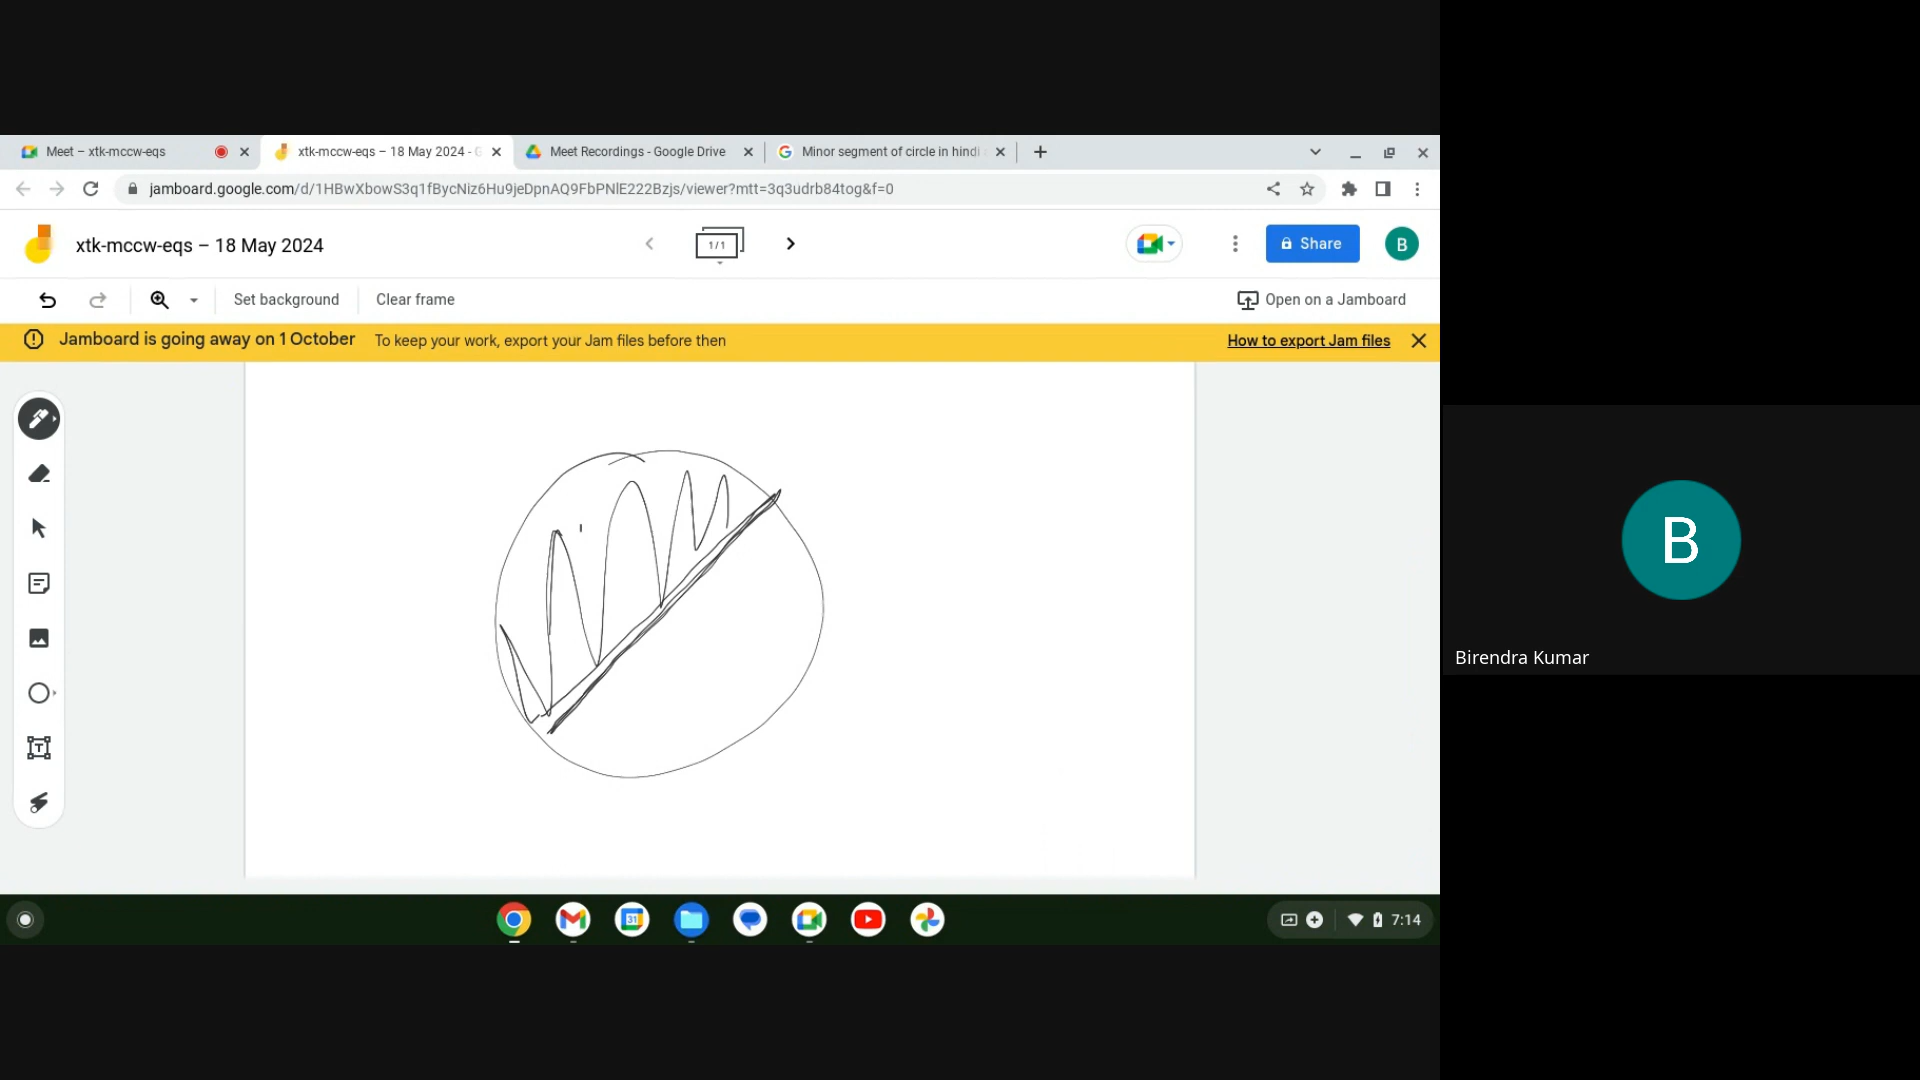 Meet – xtk-mccw-eqs
xtk-mccw-eqs – 18 May 2024 - G
Meet Recordings - Google Drive
Minor segment of circle in hindi
jamboard.google.com/d/1HBwXbowS3q1fBycNiz6Hu9jeDpnAQ9FbPNlE222Bzjs/viewer?mtt=3q3udrb84tog&f=0
xtk-mccw-eqs – 18 May 2024
1/1
Share
B
Set background
Clear frame
Open on a Jamboard
Jamboard is going away on 1 October
To keep your work, export your Jam files before then
How to export Jam files
T
B
Birendra Kumar
31
7:14